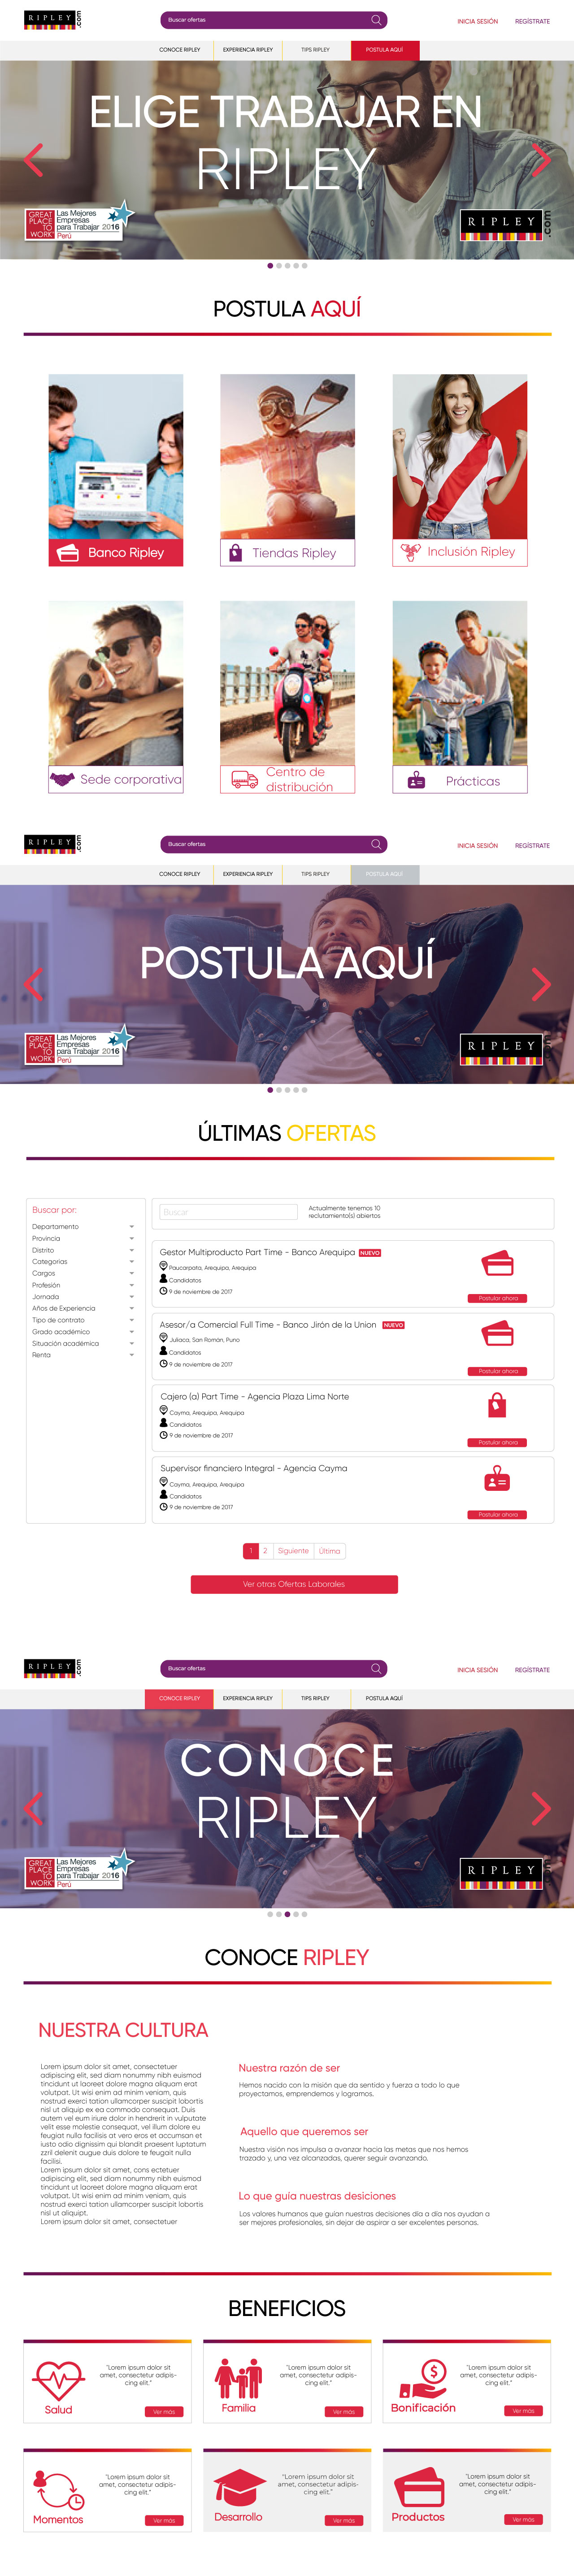 RIPLEY.com
Buscar ofertas
INICIA SESIÓN
REGÍSTRATE
CONOCE RIPLEY
EXPERIENCIA RIPLEY
TIPS RIPLEY
POSTULA AQUÍ
ELIGE TRABAJAR EN
RIPLEY
GREAT
PLACE
TO
WORK
Las Mejores
Empresas
para Trabajar 2016
Perú
RIPLEY.com
POSTULA AQUÍ
Banco Ripley
Tiendas Ripley
Inclusión Ripley
Sede corporativa
Centro de
distribución
Prácticas
RIPLEY.com
Buscar ofertas
INICIA SESIÓN
REGÍSTRATE
CONOCE RIPLEY
EXPERIENCIA RIPLEY
TIPS RIPLEY
POSTULA AQUÍ
POSTULA AQUÍ
GREAT
PLACE
TO
WORK
Las Mejores
Empresas
para Trabajar 2016
Perú
RIPLEY.com
ÚLTIMAS OFERTAS
Buscar por:
Departamento
Provincia
Distrito
Categorias
Cargos
Profesión
Jornada
Años de Experiencia
Tipo de contrato
Grado académico
Situación académica
Renta
Buscar
Actualmente tenemos 10
reclutamiento(s) abiertos
Gestor Multiproducto Part Time - Banco Arequipa NUEVO
Paucarpata, Arequipa, Arequipa
Candidatos
9 de noviembre de 2017
Postular ahora
Asesor/a Comercial Full Time - Banco Jirón de la Union NUEVO
Juliaca, San Román, Puno
Candidatos
9 de noviembre de 2017
Postular ahora
Cajero (a) Part Time - Agencia Plaza Lima Norte
Cayma, Arequipa, Arequipa
Candidatos
9 de noviembre de 2017
Postular ahora
Supervisor financiero Integral - Agencia Cayma
Cayma, Arequipa, Arequipa
Candidatos
9 de noviembre de 2017
Postular ahora
1 2 Siguiente Última
Ver otras Ofertas Laborales
RIPLEY.com
Buscar ofertas
INICIA SESIÓN
REGÍSTRATE
CONOCE RIPLEY
EXPERIENCIA RIPLEY
TIPS RIPLEY
POSTULA AQUÍ
CONOCE
RIPLEY
GREAT
PLACE
TO
WORK
Las Mejores
Empresas
para Trabajar 2016
Perú
RIPLEY.com
CONOCE RIPLEY
NUESTRA CULTURA
Lorem ipsum dolor sit amet, consectetuer
adipiscing elit, sed diam nonummy nibh euismod
tincidunt ut laoreet dolore magna aliquam erat
volutpat. Ut wisi enim ad minim veniam, quis
nostrud exerci tation ullamcorper suscipit lobortis
nisl ut aliquip ex ea commodo consequat. Duis
autem vel eum iriure dolor in hendrerit in vulputate
velit esse molestie consequat, vel illum dolore eu
feugiat nulla facilisis at vero eros et accumsan et
iusto odio dignissim qui blandit praesent luptatum
zzril delenit augue duis dolore te feugait nulla
facilisi.
Lorem ipsum dolor sit amet, cons ectetuer
adipiscing elit, sed diam nonummy nibh euismod
tincidunt ut laoreet dolore magna aliquam erat
volutpat. Ut wisi enim ad minim veniam, quis
nostrud exerci tation ullamcorper suscipit lobortis
nisl ut aliquipt.
Lorem ipsum dolor sit amet, consectetuer
Nuestra razón de ser
Hemos nacido con la misión que da sentido y fuerza a todo lo que
proyectamos, emprendemos y logramos.
Aquello que queremos ser
Nuestra visión nos impulsa a avanzar hacia las metas que nos hemos
trazado y, una vez alcanzadas, querer seguir avanzando.
Lo que guía nuestras desiciones
Los valores humanos que guían nuestras decisiones día a día nos ayudan a
ser mejores profesionales, sin dejar de aspirar a ser excelentes personas.
BENEFICIOS
"Lorem ipsum dolor sit
amet, consectetur adipis-
cing elit."
Salud
Ver más
"Lorem ipsum dolor sit
amet, consectetur adipis-
cing elit."
Familia
Ver más
"Lorem ipsum dolor sit
amet, consectetur adipis-
cing elit."
Bonificación
Ver más
"Lorem ipsum dolor sit
amet, consectetur adipis-
cing elit."
Momentos
Ver más
"Lorem ipsum dolor sit
amet, consectetur adipis-
cing elit."
Desarrollo
Ver más
"Lorem ipsum dolor sit
amet, consectetur adipis-
cing elit."
Productos
Ver más